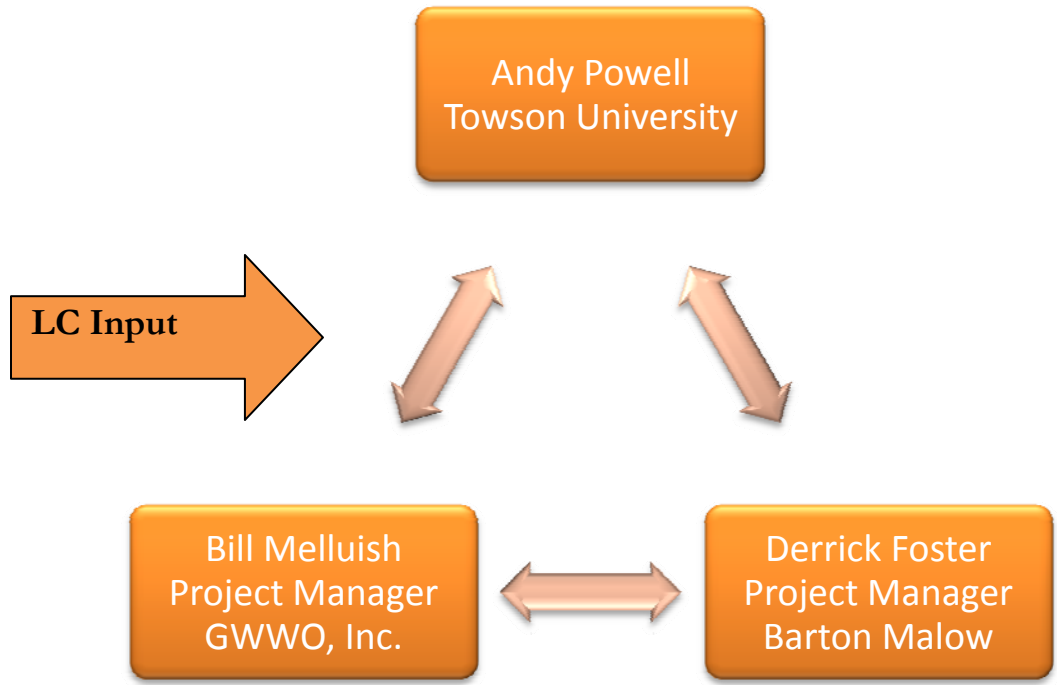 Andy Powell
Towson University
LC Input
Bill Melluish
Project Manager
GWWO, Inc.
Derrick Foster
Project Manager
Barton Malow